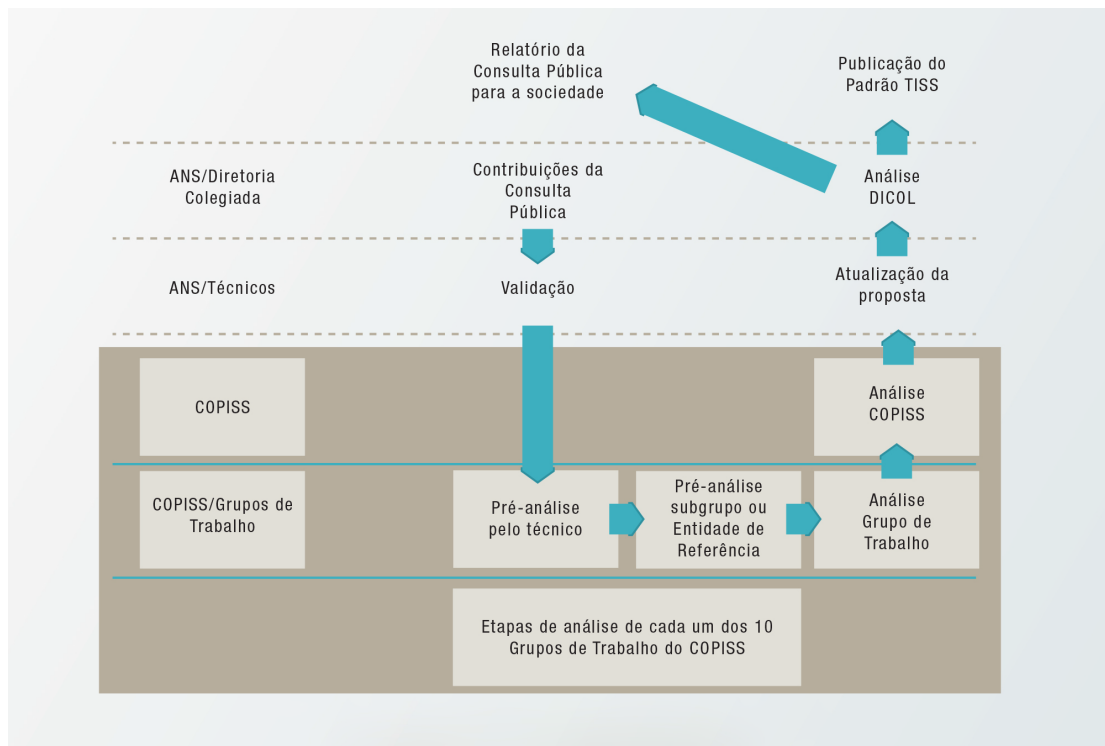 Relatório da
Consulta Pública
para a sociedade
Publicação do
Padrão TISS
ANS/Diretoria
Colegiada
Contribuições da
Consulta
Pública
Análise
DICOL
ANS/Técnicos
Validação
Atualização da
proposta
COPISS
Análise
COPISS
COPISS/Grupos de
Trabalho
Pré-análise
pelo técnico
Pré-análise
subgrupo ou
Entidade de
Referência
Análise
Grupo de
Trabalho
Etapas de análise de cada um dos 10
Grupos de Trabalho do COPISS